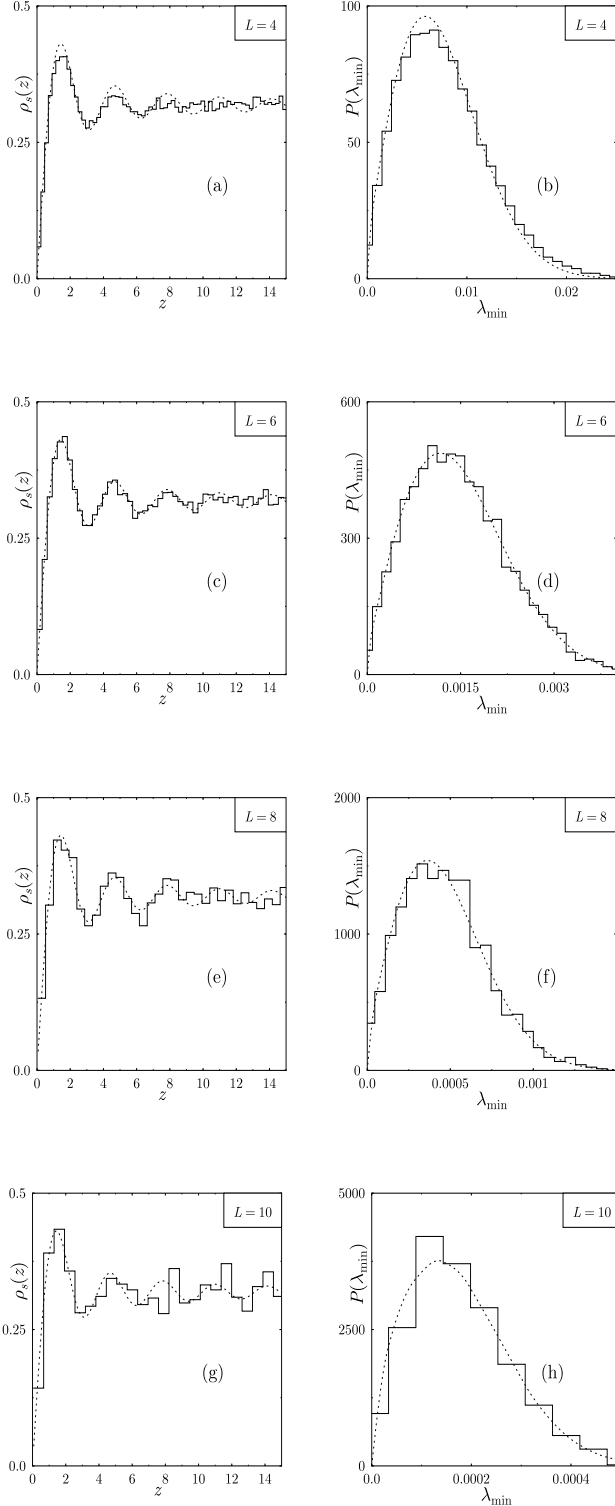 0.5
0.25
0.0
ρs(z)
L = 4
(a)
0 2 4 6 8 10 12 14
z
100
50
0
P(λmin)
L = 4
(b)
0.0 0.01 0.02
λmin
0.5
0.25
0.0
ρs(z)
L = 6
(c)
0 2 4 6 8 10 12 14
z
600
300
0
P(λmin)
L = 6
(d)
0.0 0.0015 0.003
λmin
0.5
0.25
0.0
ρs(z)
L = 8
(e)
0 2 4 6 8 10 12 14
z
2000
1000
0
P(λmin)
L = 8
(f)
0.0 0.0005 0.001
λmin
0.5
0.25
0.0
ρs(z)
L = 10
(g)
0 2 4 6 8 10 12 14
z
5000
2500
0
P(λmin)
L = 10
(h)
0.0 0.0002 0.0004
λmin